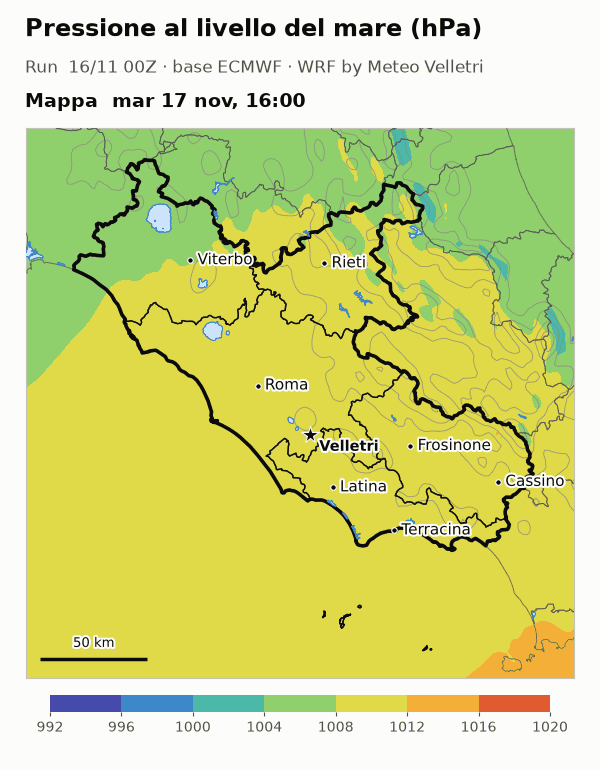 Pressione al livello del mare (hPa)
Run  16/11 00Z · base ECMWF · WRF by Meteo Velletri
Mappa  mar 17 nov, 16:00
Viterbo
Rieti
Roma
Velletri
Frosinone
Latina
Cassino
Terracina
50 km
992 996 1000 1004 1008 1012 1016 1020